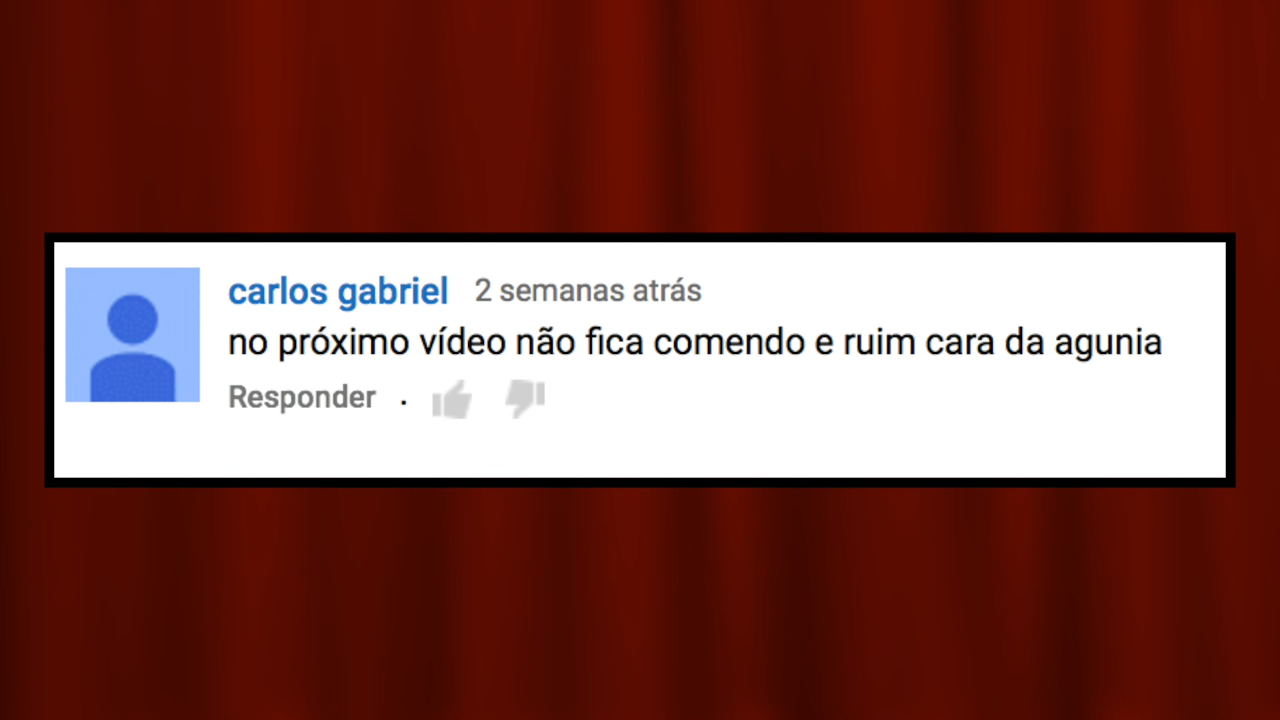 carlos gabriel 2 semanas atrás
no próximo vídeo não fica comendo e ruim cara da agunia
Responder .